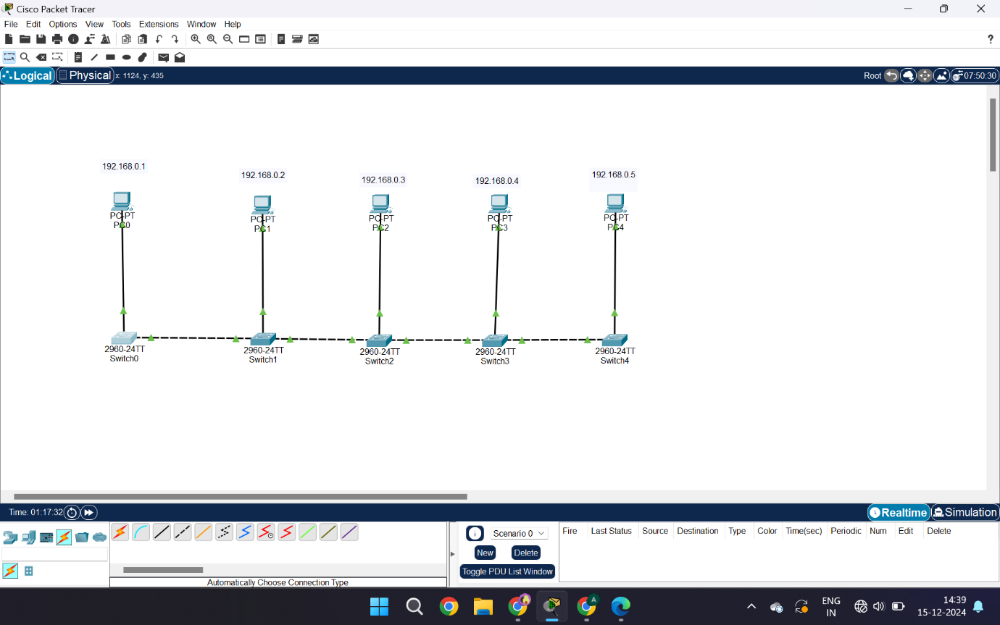 Cisco Packet Tracer
File Edit Options View Tools Extensions Window Help
?
Logical Physical x: 1124, y: 435 Root 07:50:30
192.168.0.1
192.168.0.2
192.168.0.3
192.168.0.4
192.168.0.5
PC-PT
PC0
PC-PT
PC1
PC-PT
PC2
PC-PT
PC3
PC-PT
PC4
2960-24TT
Switch0
2960-24TT
Switch1
2960-24TT
Switch2
2960-24TT
Switch3
2960-24TT
Switch4
Time: 01:17:32 Realtime Simulation
Scenario 0
New Delete
Toggle PDU List Window
Fire Last Status Source Destination Type Color Time(sec) Periodic Num Edit Delete
Automatically Choose Connection Type
A
ENG
IN
14:39
15-12-2024